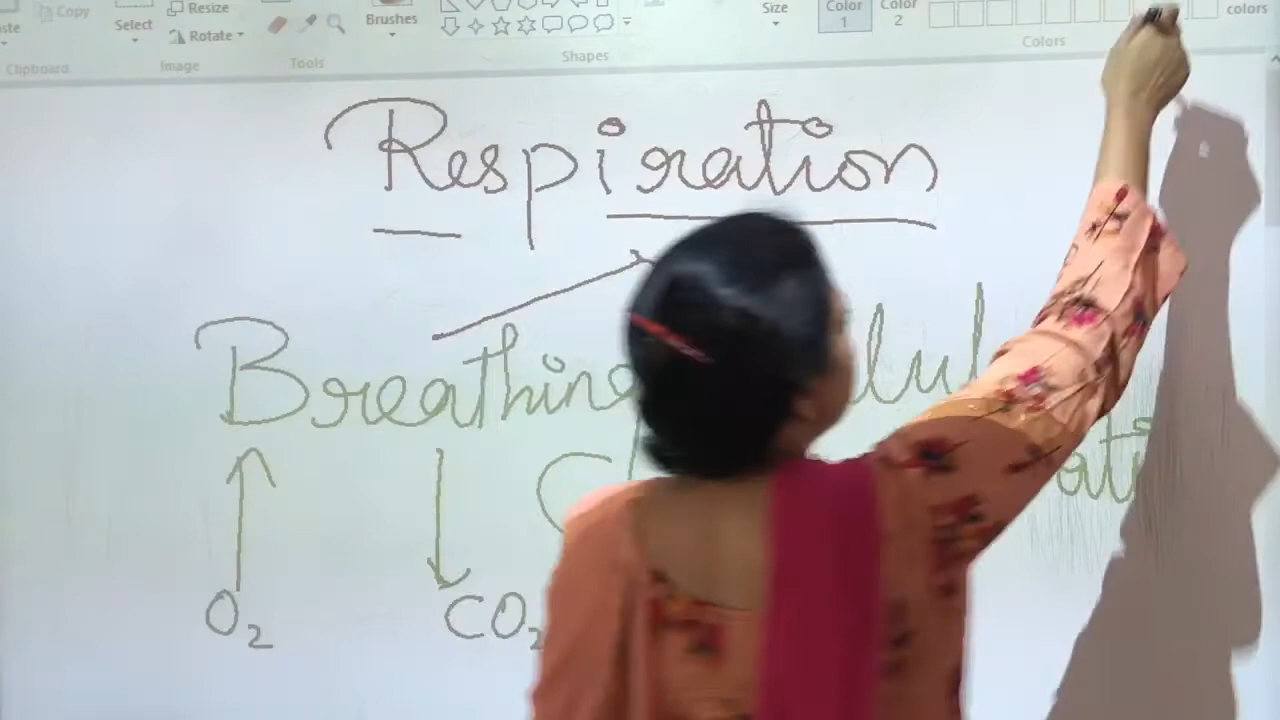 Copy
Resize
Select
Rotate
Brushes
Size
Color 1
Color 2
colors
Clipboard
Image
Tools
Shapes
Colors
Respiration
Breathing
O₂
CO₂